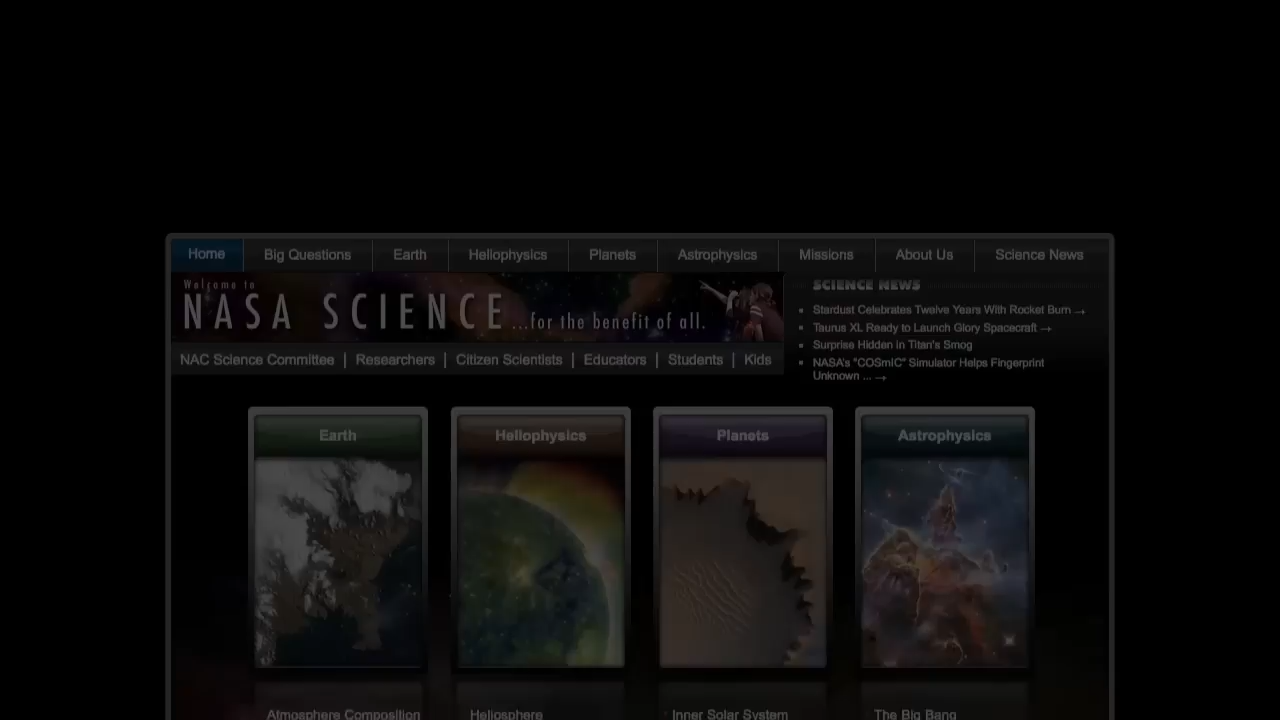 Home Big Questions Earth Heliophysics Planets Astrophysics Missions About Us Science News
Welcome to
NASA SCIENCE ...for the benefit of all.
NAC Science Committee | Researchers | Citizen Scientists | Educators | Students | Kids
SCIENCE NEWS
Stardust Celebrates Twelve Years With Rocket Burn →
Taurus XL Ready to Launch Glory Spacecraft →
Surprise Hidden in Titan's Smog
NASA's "COSmIC" Simulator Helps Fingerprint
Unknown ... →
Earth Heliophysics Planets Astrophysics
Atmosphere Composition Heliosphere Inner Solar System The Big Bang